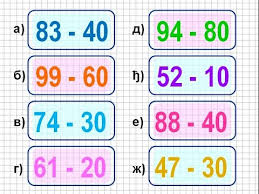 а) 83 - 40
б) 99 - 60
в) 74 - 30
г) 61 - 20
д) 94 - 80
ђ) 52 - 10
е) 88 - 40
ж) 47 - 30